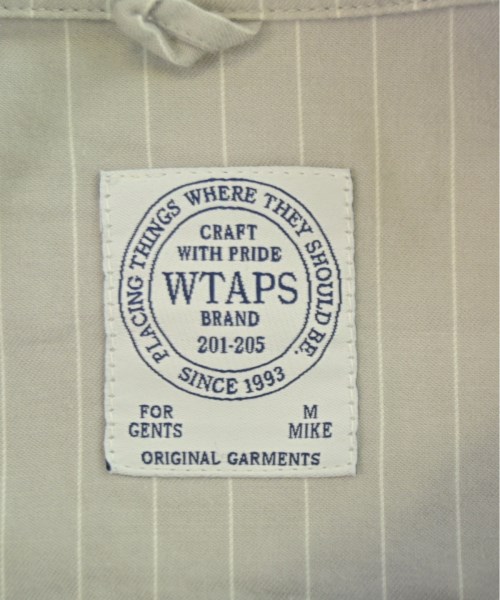 PLACING THINGS WHERE THEY SHOULD BE.
CRAFT
WITH PRIDE
WTAPS
BRAND
201-205
SINCE 1993
FOR
GENTS
M
MIKE
ORIGINAL GARMENTS